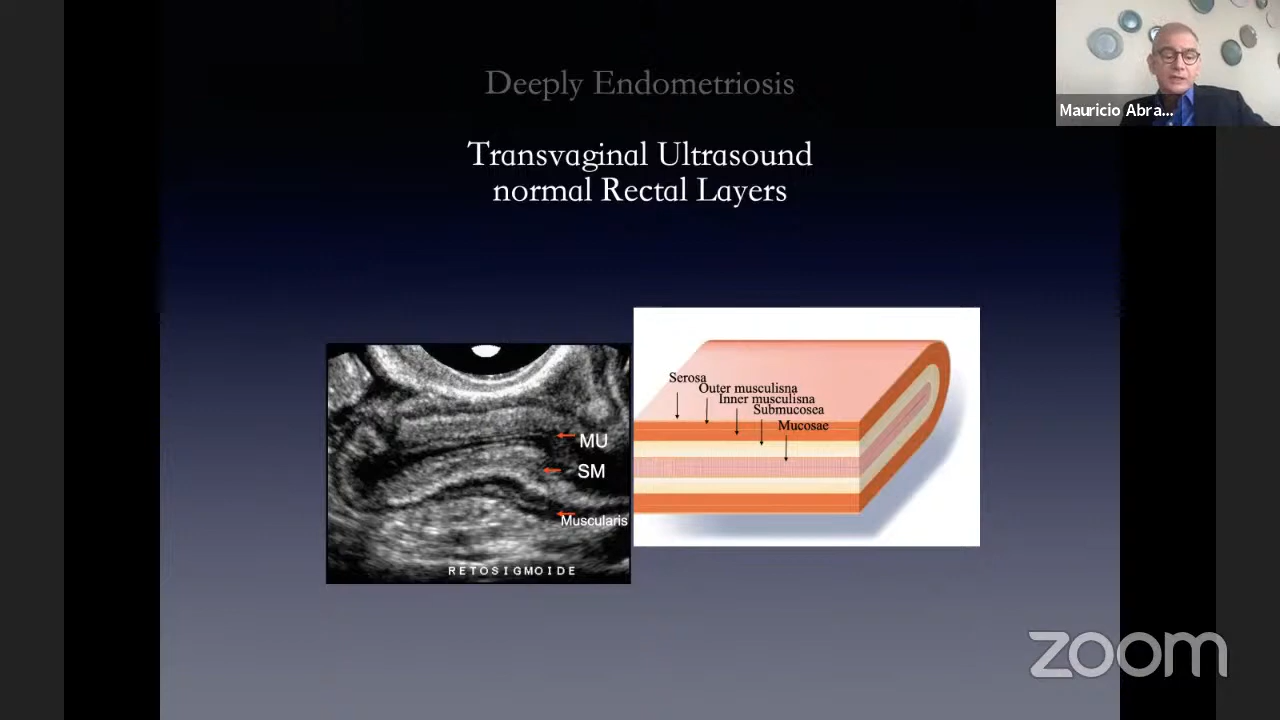 Deeply Endometriosis
Mauricio Abra...
Transvaginal Ultrasound
normal Rectal Layers
MU
SM
Muscularis
RETOSIGMOIDE
Serosa
Outer musculisna
Inner musculisna
Submucosea
Mucosae
zoom